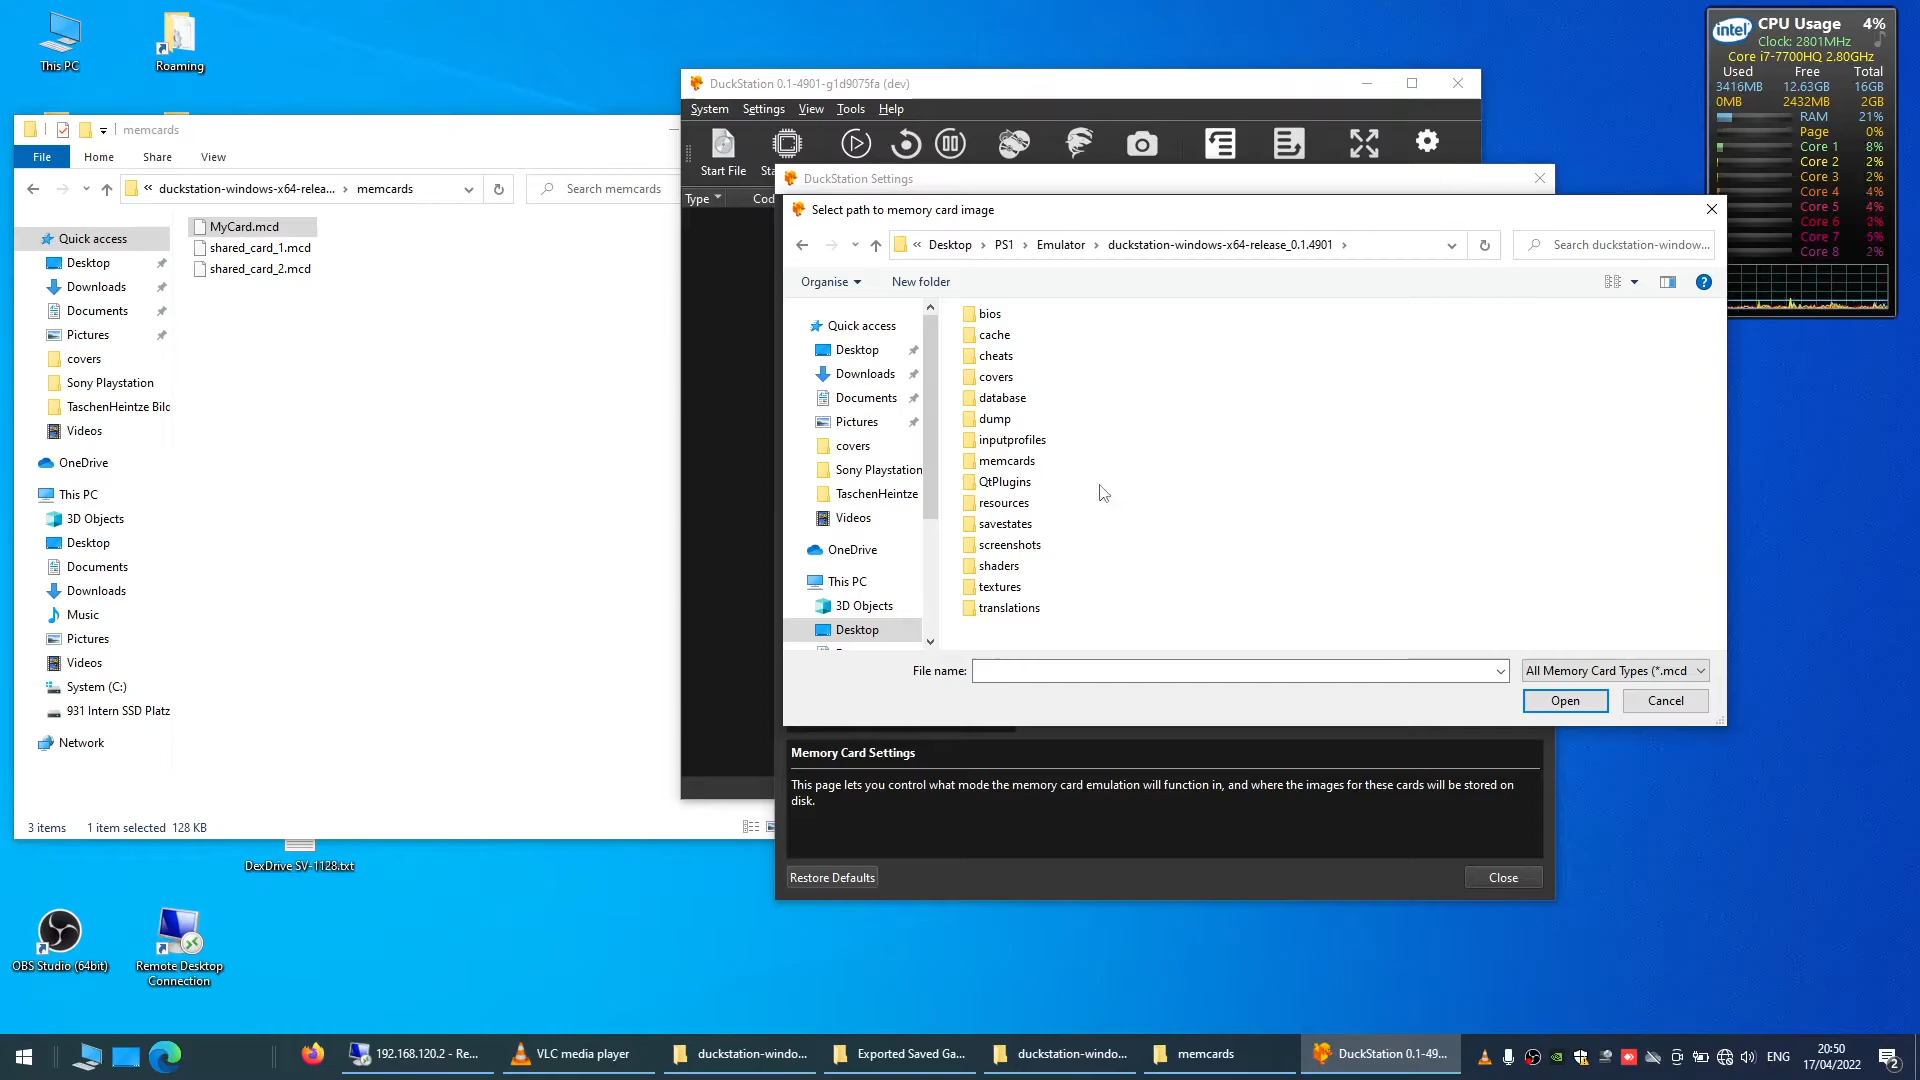 This PC
Roaming
memcards
File
Home
Share
View
« duckstation-windows-x64-relea... › memcards
Search memcards
Quick access
Desktop
Downloads
Documents
Pictures
covers
Sony Playstation
TaschenHeintze Bild
Videos
OneDrive
This PC
3D Objects
Desktop
Documents
Downloads
Music
Pictures
Videos
System (C:)
931 Intern SSD Platz
Network
MyCard.mcd
shared_card_1.mcd
shared_card_2.mcd
3 items
1 item selected 128 KB
DexDrive SV-1128.txt
OBS Studio (64bit)
Remote Desktop
Connection
DuckStation 0.1-4901-g1d9075fa (dev)
System
Settings
View
Tools
Help
Start File
Sta
Type
Cod
DuckStation Settings
Select path to memory card image
« Desktop › PS1 › Emulator › duckstation-windows-x64-release_0.1.4901 ›
Search duckstation-window...
Organise
New folder
Quick access
Desktop
Downloads
Documents
Pictures
covers
Sony Playstation
TaschenHeintze
Videos
OneDrive
This PC
3D Objects
Desktop
bios
cache
cheats
covers
database
dump
inputprofiles
memcards
QtPlugins
resources
savestates
screenshots
shaders
textures
translations
File name:
All Memory Card Types (*.mcd
Open
Cancel
Memory Card Settings
This page lets you control what mode the memory card emulation will function in, and where the images for these cards will be stored on
disk.
Restore Defaults
Close
intel
CPU Usage 4%
Clock: 2801MHz
Core i7-7700HQ 2.80GHz
Used Free Total
3416MB 12.63GB 16GB
0MB 2432MB 2GB
RAM 21%
Page 0%
Core 1 8%
Core 2 2%
Core 3 2%
Core 4 4%
Core 5 4%
Core 6
Core 7 5%
Core 8 2%
192.168.120.2 - Re...
VLC media player
duckstation-windo...
Exported Saved Ga...
duckstation-windo...
memcards
DuckStation 0.1-49...
ENG
20:50
17/04/2022
2